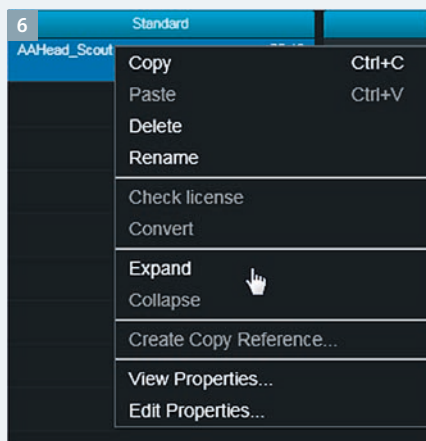 6
Standard
AAHead_Scout
Copy Ctrl+C
Paste Ctrl+V
Delete
Rename
Check license
Convert
Expand
Collapse
Create Copy Reference...
View Properties...
Edit Properties...